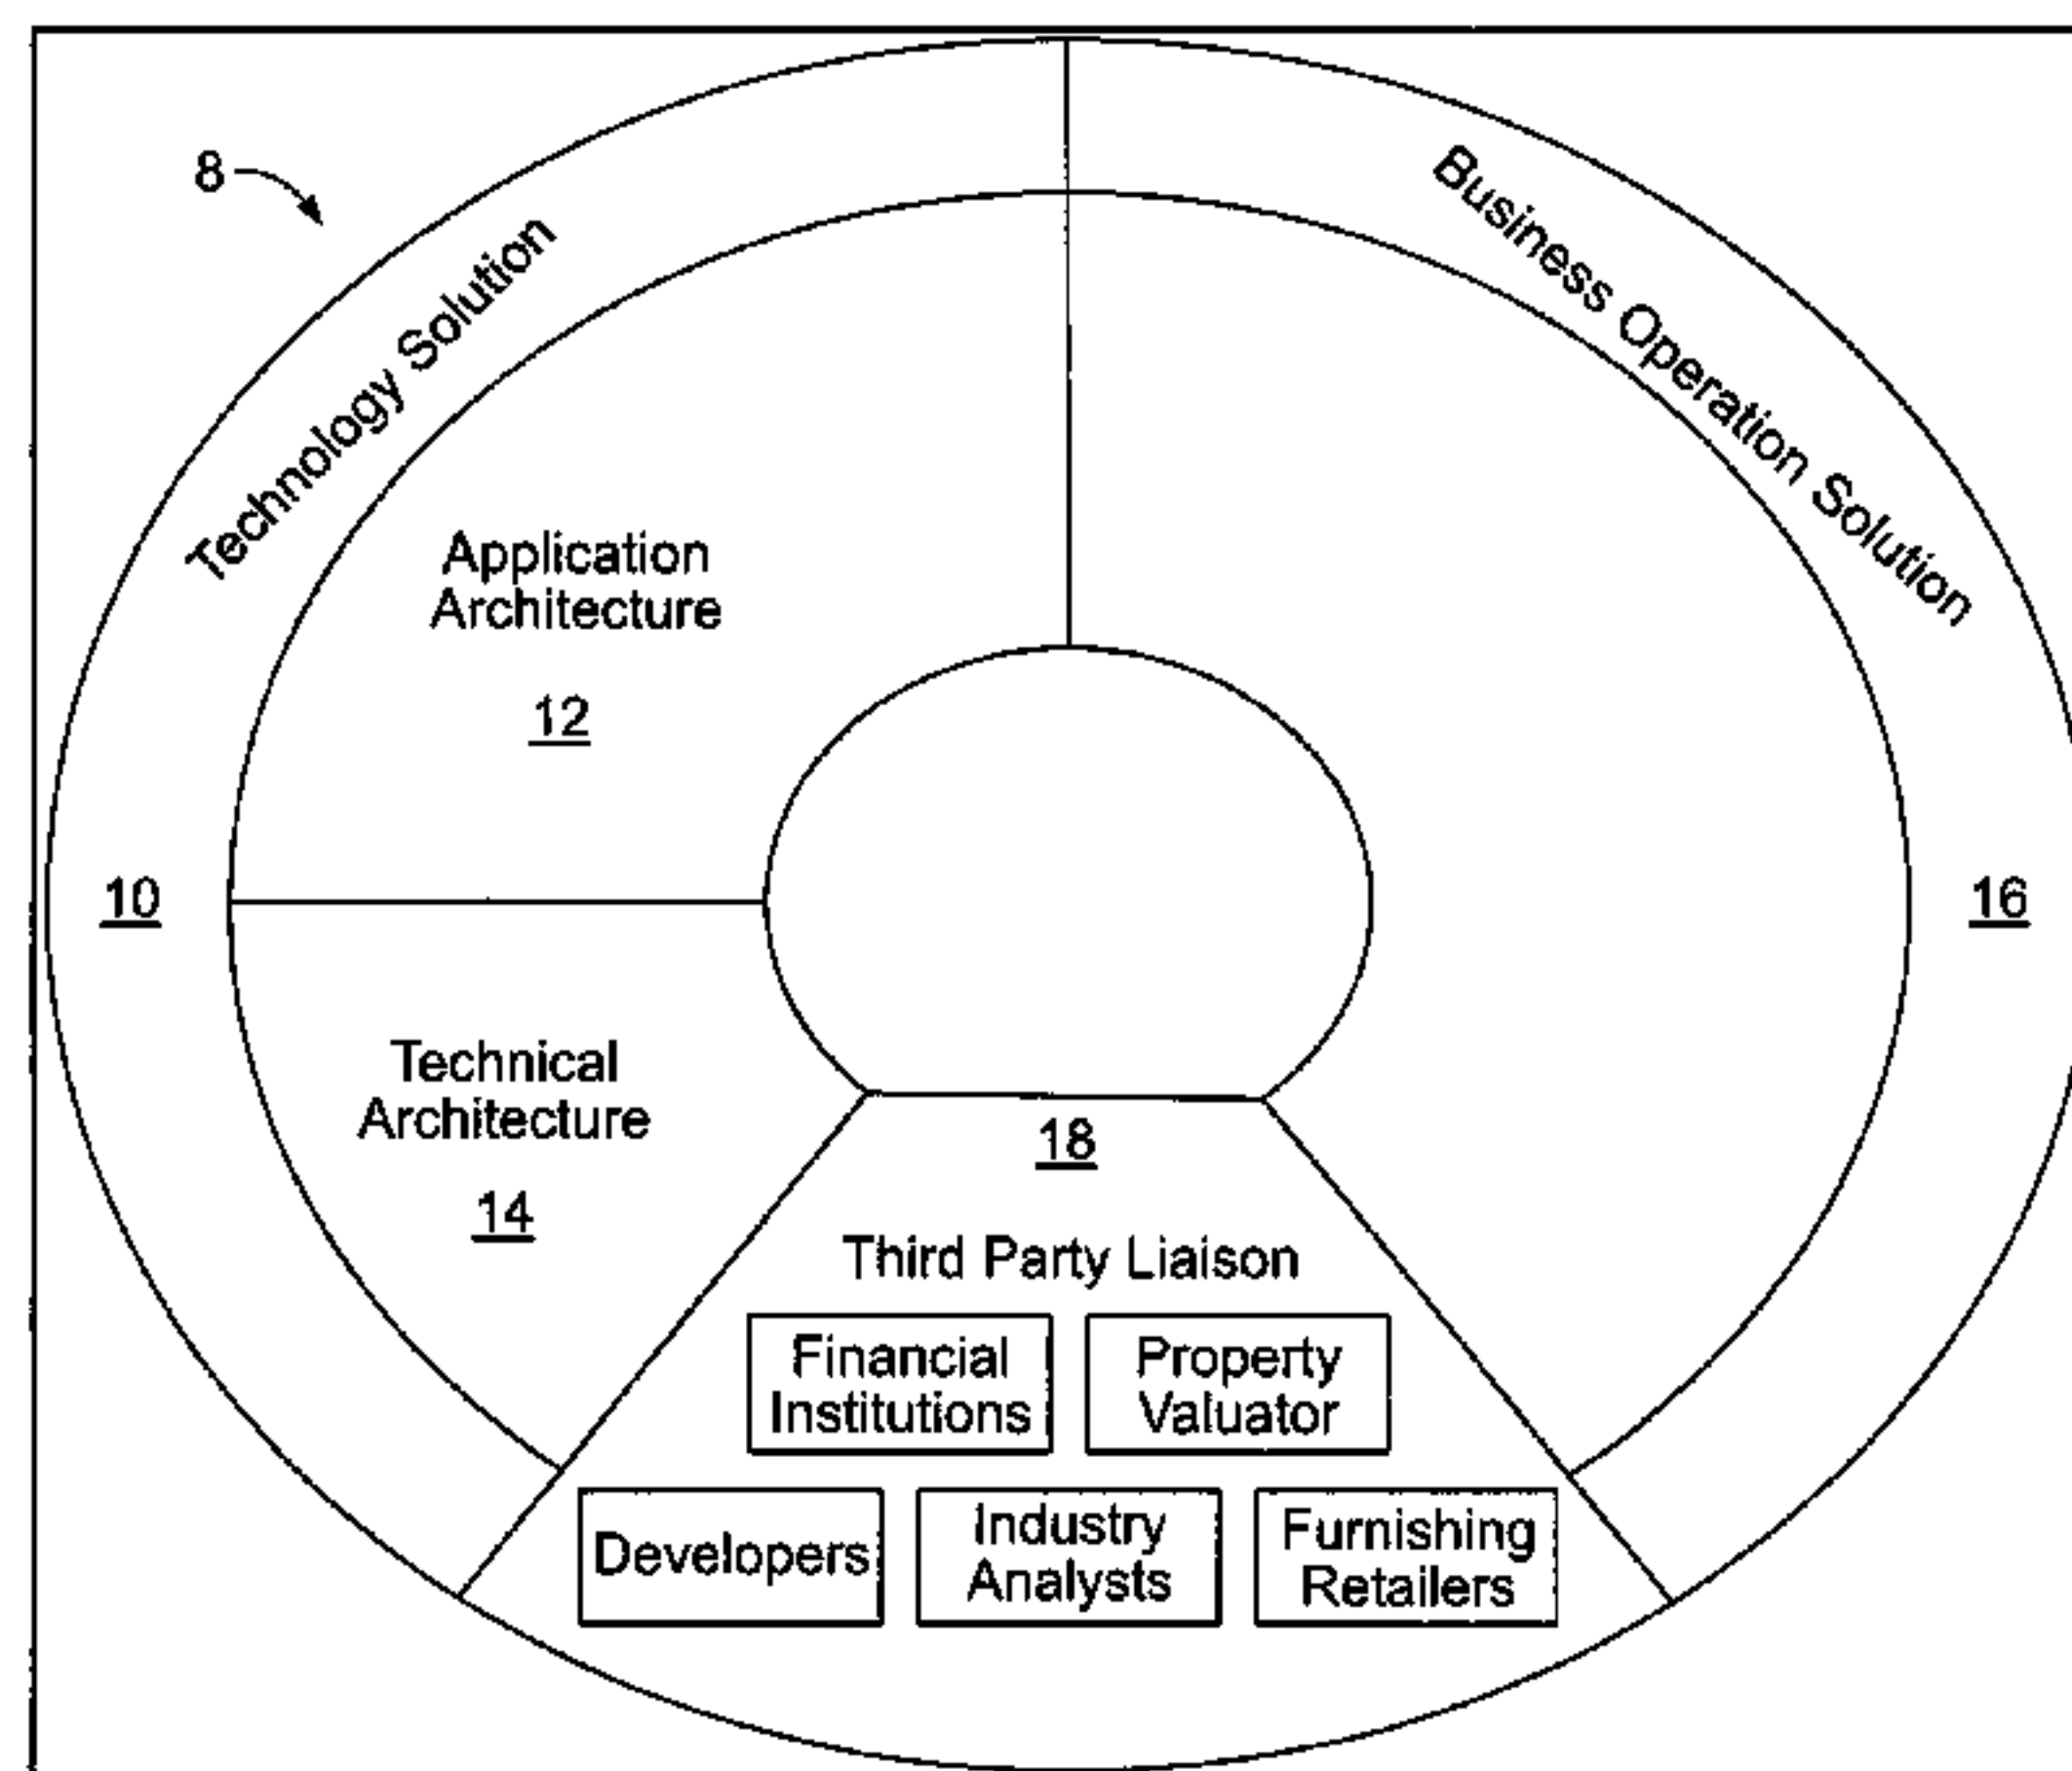 8
Technology Solution
Business Operation Solution
Application
Architecture
12
10
16
Technical
Architecture
14
18
Third Party Liaison
Financial
Institutions
Property
Valuator
Developers
Industry
Analysts
Furnishing
Retailers